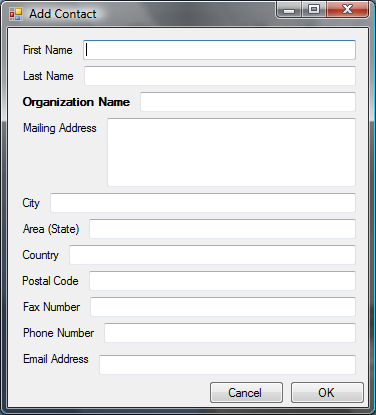 Add Contact
First Name
Last Name
Organization Name
Mailing Address
City
Area (State)
Country
Postal Code
Fax Number
Phone Number
Email Address
Cancel OK